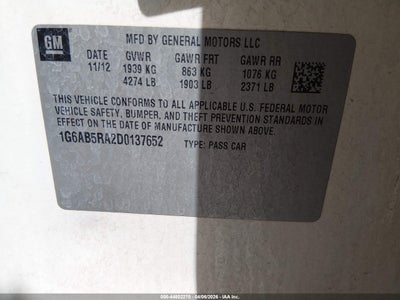 GM
MFD BY GENERAL MOTORS LLC
DATE GVWR GAWR FRT GAWR RR
11/12 1939 KG 863 KG 1076 KG
4274 LB 1903 LB 2371 LB
THIS VEHICLE CONFORMS TO ALL APPLICABLE U.S. FEDERAL MOTOR
VEHICLE SAFETY, BUMPER, AND THEFT PREVENTION STANDARDS IN
EFFECT ON THE DATE OF MANUFACTURE SHOWN ABOVE.
1G6AB5RA2D0137652 TYPE: PASS CAR